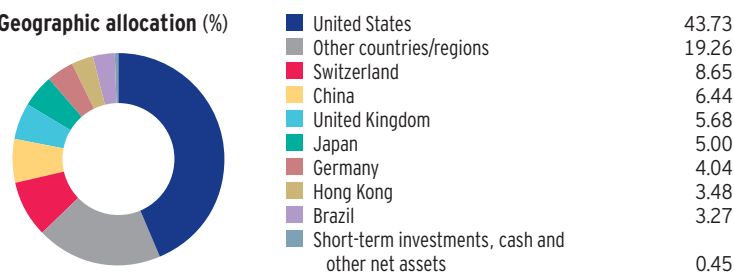 Geographic allocation (%)
United States 43.73
Other countries/regions 19.26
Switzerland 8.65
China 6.44
United Kingdom 5.68
Japan 5.00
Germany 4.04
Hong Kong 3.48
Brazil 3.27
Short-term investments, cash and
other net assets 0.45